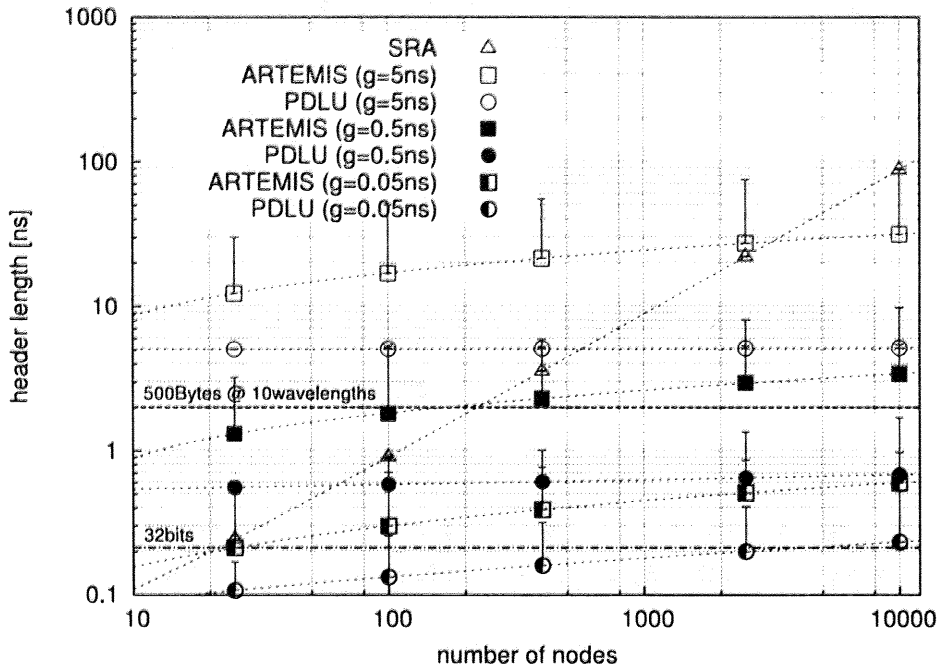 1000
100
10
1
0.1
header length [ns]
SRA
ARTEMIS (g=5ns)
PDLU (g=5ns)
ARTEMIS (g=0.5ns)
PDLU (g=0.5ns)
ARTEMIS (g=0.05ns)
PDLU (g=0.05ns)
500Bytes @ 10wavelengths
32bits
10
100
1000
10000
number of nodes